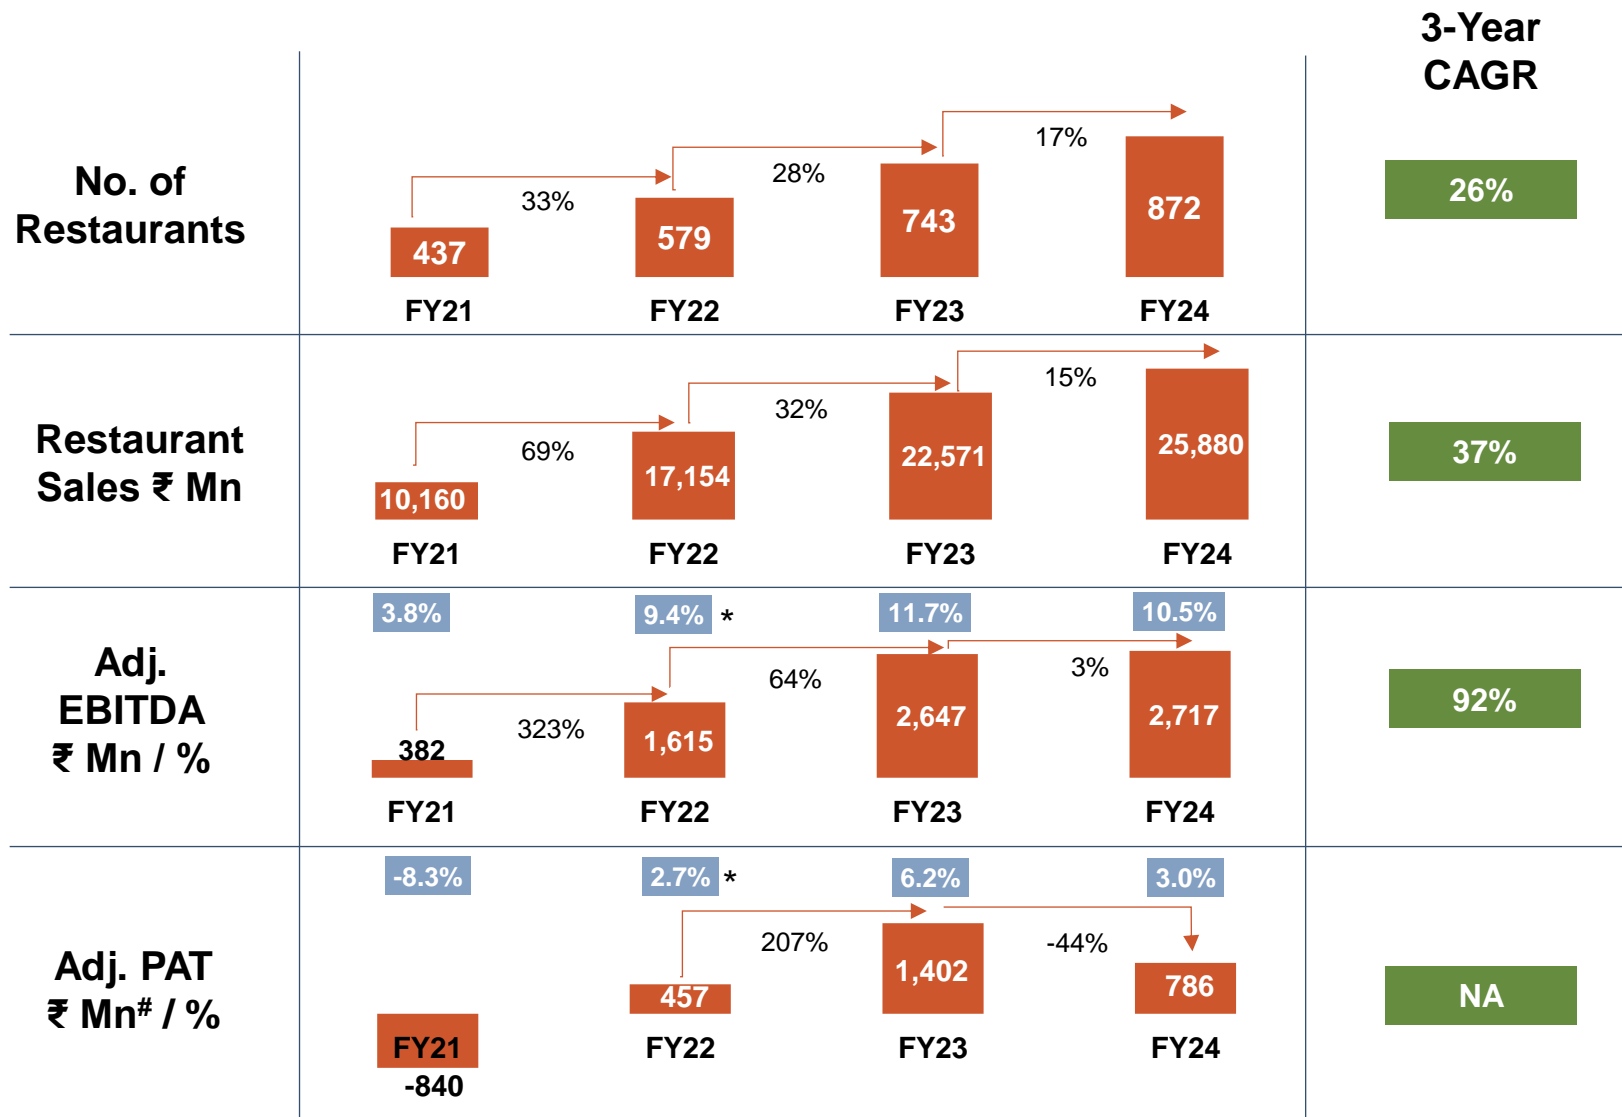 3-Year
CAGR
No. of
Restaurants
33%
28%
17%
437
579
743
872
FY21
FY22
FY23
FY24
26%
Restaurant
Sales ₹ Mn
69%
32%
15%
10,160
17,154
22,571
25,880
FY21
FY22
FY23
FY24
37%
Adj.
EBITDA
₹ Mn / %
3.8%
9.4% *
11.7%
10.5%
323%
64%
3%
382
1,615
2,647
2,717
FY21
FY22
FY23
FY24
92%
Adj. PAT
₹ Mn# / %
-8.3%
2.7% *
6.2%
3.0%
207%
-44%
457
1,402
786
FY21
FY22
FY23
FY24
-840
NA